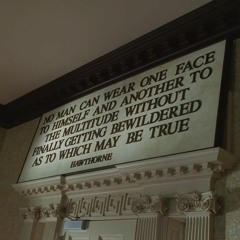 NO MAN CAN WEAR ONE FACE
TO HIMSELF AND ANOTHER TO
THE MULTITUDE WITHOUT
FINALLY GETTING BEWILDERED
AS TO WHICH MAY BE TRUE
HAWTHORNE